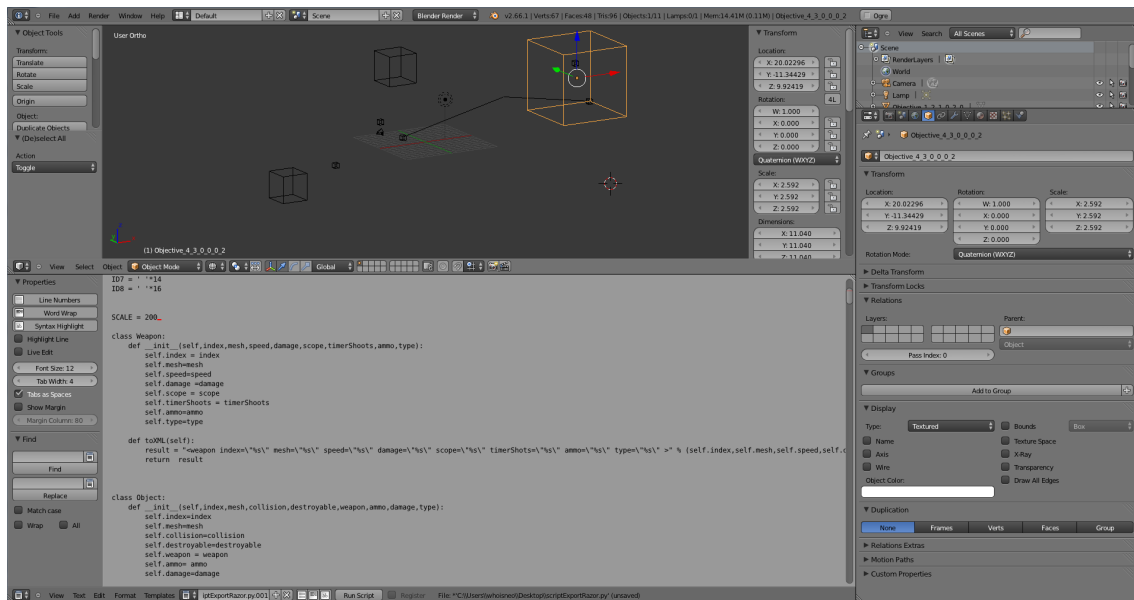 File Add Render Window Help Default Scene Blender Render v2.66.1 | Verts:67 | Faces:48 | Tris:96 | Objects:1/11 | Lamps:0/1 | Mem:14.41M (0.11M) | Objective_4_3_0_0_0_2 Ogre
Object Tools
Transform:
Translate
Rotate
Scale
Origin
Object:
Duplicate Objects
(De)select All
Action
Toggle
User Ortho
(1) Objective_4_3_0_0_0_2
Transform
Location:
X: 20.02296
Y: -11.34429
Z: 9.92419
Rotation: 4L
W: 1.000
X: 0.000
Y: 0.000
Z: 0.000
Quaternion (WXYZ)
Scale:
X: 2.592
Y: 2.592
Z: 2.592
Dimensions:
X: 11.040
Y: 11.040
Z: 11.040
View Select Object Object Mode Global
View Search All Scenes
Scene
RenderLayers |
World
Camera |
Lamp |
Objective_4_3_0_0_0_2
Objective_4_3_0_0_0_2
Transform
Location: Rotation: Scale:
X: 20.02296 W: 1.000 X: 2.592
Y: -11.34429 X: 0.000 Y: 2.592
Z: 9.92419 Y: 0.000 Z: 2.592
Z: 0.000
Rotation Mode: Quaternion (WXYZ)
Delta Transform
Transform Locks
Relations
Layers: Parent:
Object
Pass Index: 0
Groups
Add to Group
Display
Type: Textured Bounds Box
Name Texture Space
Axis X-Ray
Wire Transparency
Object Color: Draw All Edges
Duplication
None Frames Verts Faces Group
Relations Extras
Motion Paths
Custom Properties
Properties
Line Numbers
Word Wrap
Syntax Highlight
Highlight Line
Live Edit
Font Size: 12
Tab Width: 4
Tabs as Spaces
Show Margin
Margin Column: 80
Find
Find
Replace
Match case
Wrap All
ID7 = ' '*14
ID8 = ' '*16
SCALE = 200
class Weapon:
def __init__(self,index,mesh,speed,damage,scope,timerShoots,ammo,type):
self.index = index
self.mesh=mesh
self.speed=speed
self.damage =damage
self.scope = scope
self.timerShoots = timerShoots
self.ammo=ammo
self.type=type
def toXML(self):
result = "<weapon index=\"%s\" mesh=\"%s\" speed=\"%s\" damage=\"%s\" scope=\"%s\" timerShots=\"%s\" ammo=\"%s\" type=\"%s\" >" % (self.index,self.mesh,self.speed,self.
return result
class Object:
def __init__(self,index,mesh,collision,destroyable,weapon,ammo,damage,type):
self.index=index
self.mesh=mesh
self.collision=collision
self.destroyable=destroyable
self.weapon = weapon
self.ammo= ammo
self.damage=damage
View Text Edit Format Templates iptExportRazor.py.001 Run Script Register File: *'C:\Users\whoisneo\Desktop\scriptExportRazor.py' (unsaved)